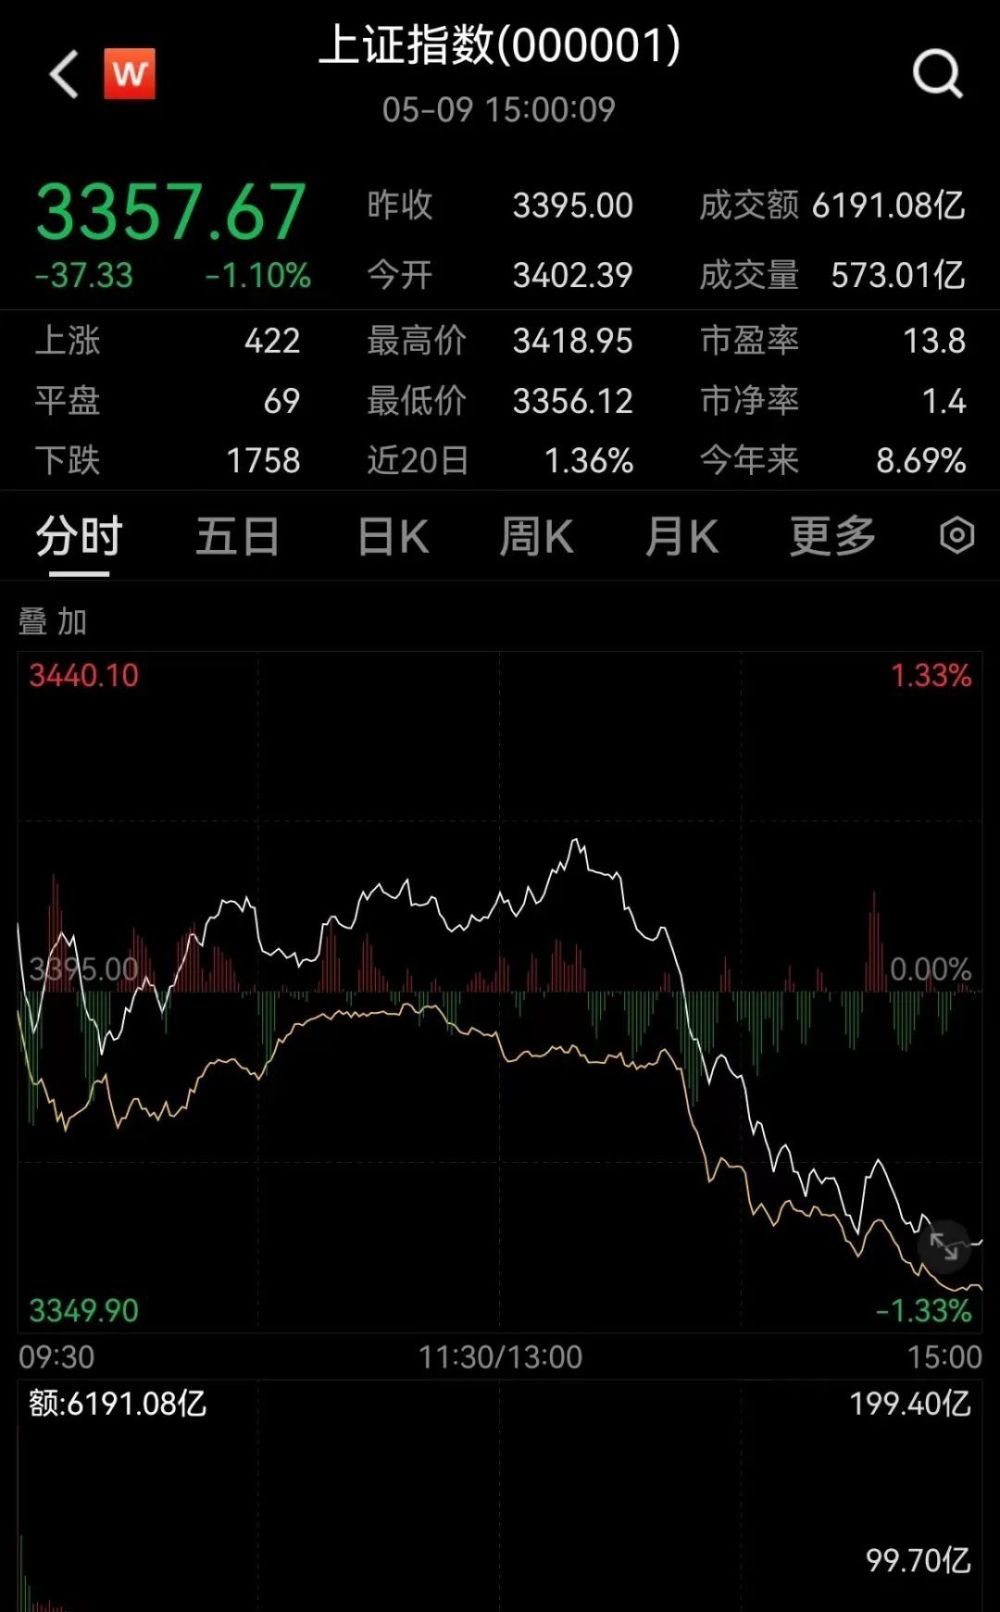 上证指数(000001)
W
05-09 15:00:09
3357.67
-37.33 -1.10%
昨收 3395.00 成交额 6191.08亿
今开 3402.39 成交量 573.01亿
上涨 422 最高价 3418.95 市盈率 13.8
平盘 69 最低价 3356.12 市净率 1.4
下跌 1758 近20日 1.36% 今年来 8.69%
分时 五日 日K 周K 月K 更多
叠加
3440.10 1.33%
3395.00 0.00%
3349.90 -1.33%
09:30 11:30/13:00 15:00
额:6191.08亿 199.40亿
99.70亿